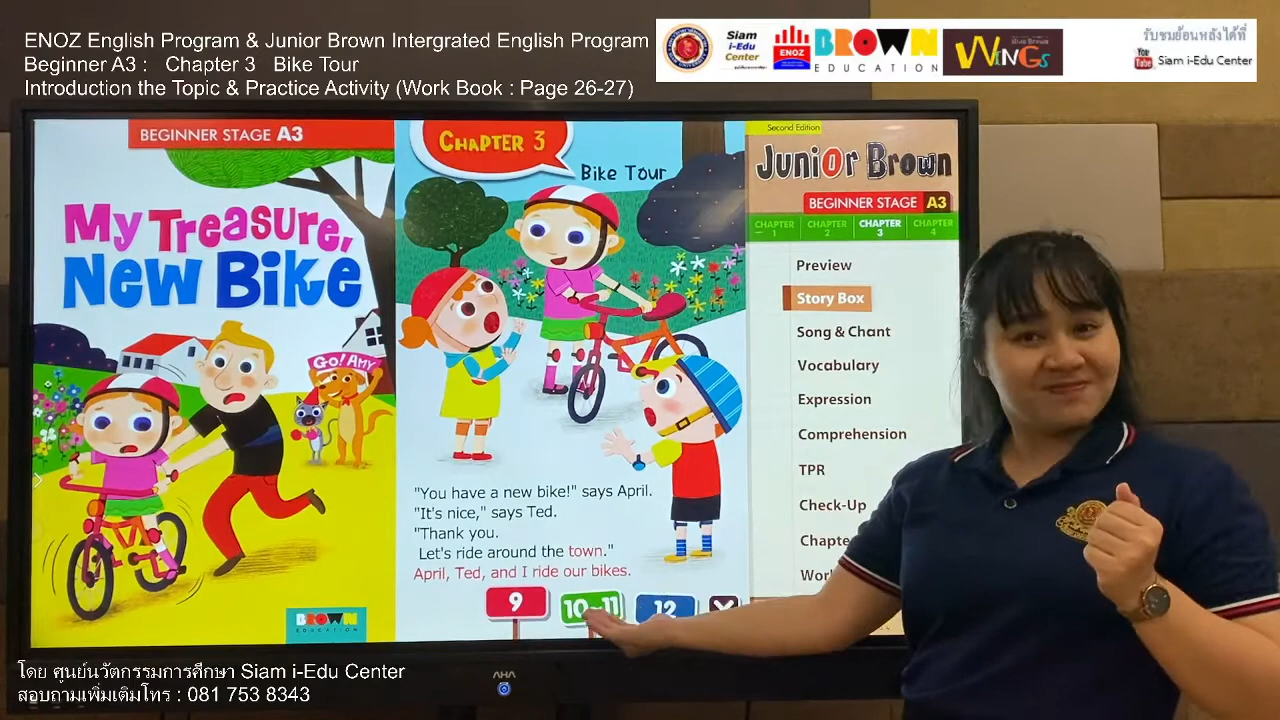 ENOZ English Program & Junior Brown Intergrated English Program
Beginner A3 : Chapter 3 Bike Tour
Introduction the Topic & Practice Activity (Work Book : Page 26-27)
Siam
i-Edu
Center
ENOZ
BROWN
EDUCATION
WINGS
รับชมย้อนหลังได้ที่
You Tube Siam i-Edu Center
BEGINNER STAGE A3
My Treasure,
New Bike
GO! AMY
BROWN
EDUCATION
CHAPTER 3
Bike Tour
"You have a new bike!" says April.
"It's nice," says Ted.
"Thank you.
Let's ride around the town."
April, Ted, and I ride our bikes.
9
10-11
12
X
Second Edition
Junior Brown
BEGINNER STAGE A3
CHAPTER 1
CHAPTER 2
CHAPTER 3
CHAPTER 4
Preview
Story Box
Song & Chant
Vocabulary
Expression
Comprehension
TPR
Check-Up
Chapte
Wor
AHA
โดย ศูนย์นวัตกรรมการศึกษา Siam i-Edu Center
สอบถามเพิ่มเติมโทร : 081 753 8343